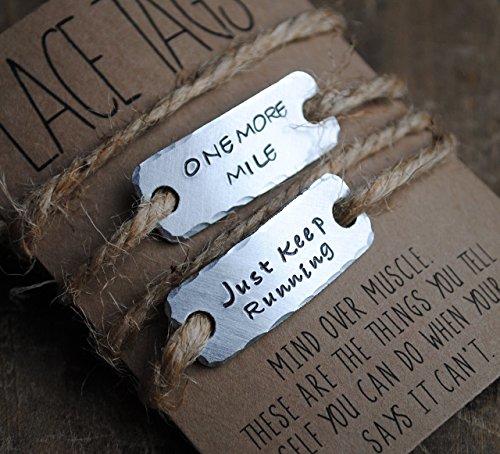 LACE TAGS
ONE MORE
MILE
Just Keep
Running
MIND OVER MUSCLE.
THESE ARE THE THINGS YOU TELL
SELF YOU CAN DO WHEN YOUR
SAYS IT CAN'T.